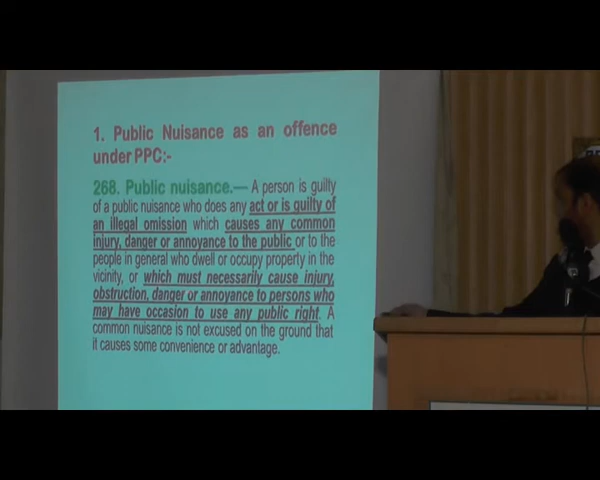 1. Public Nuisance as an offence
under PPC:-
268. Public nuisance.— A person is guilty
of a public nuisance who does any act or is guilty of
an illegal omission which causes any common
injury, danger or annoyance to the public or to the
people in general who dwell or occupy property in the
vicinity, or which must necessarily cause injury,
obstruction, danger or annoyance to persons who
may have occasion to use any public right. A
common nuisance is not excused on the ground that
it causes some convenience or advantage.